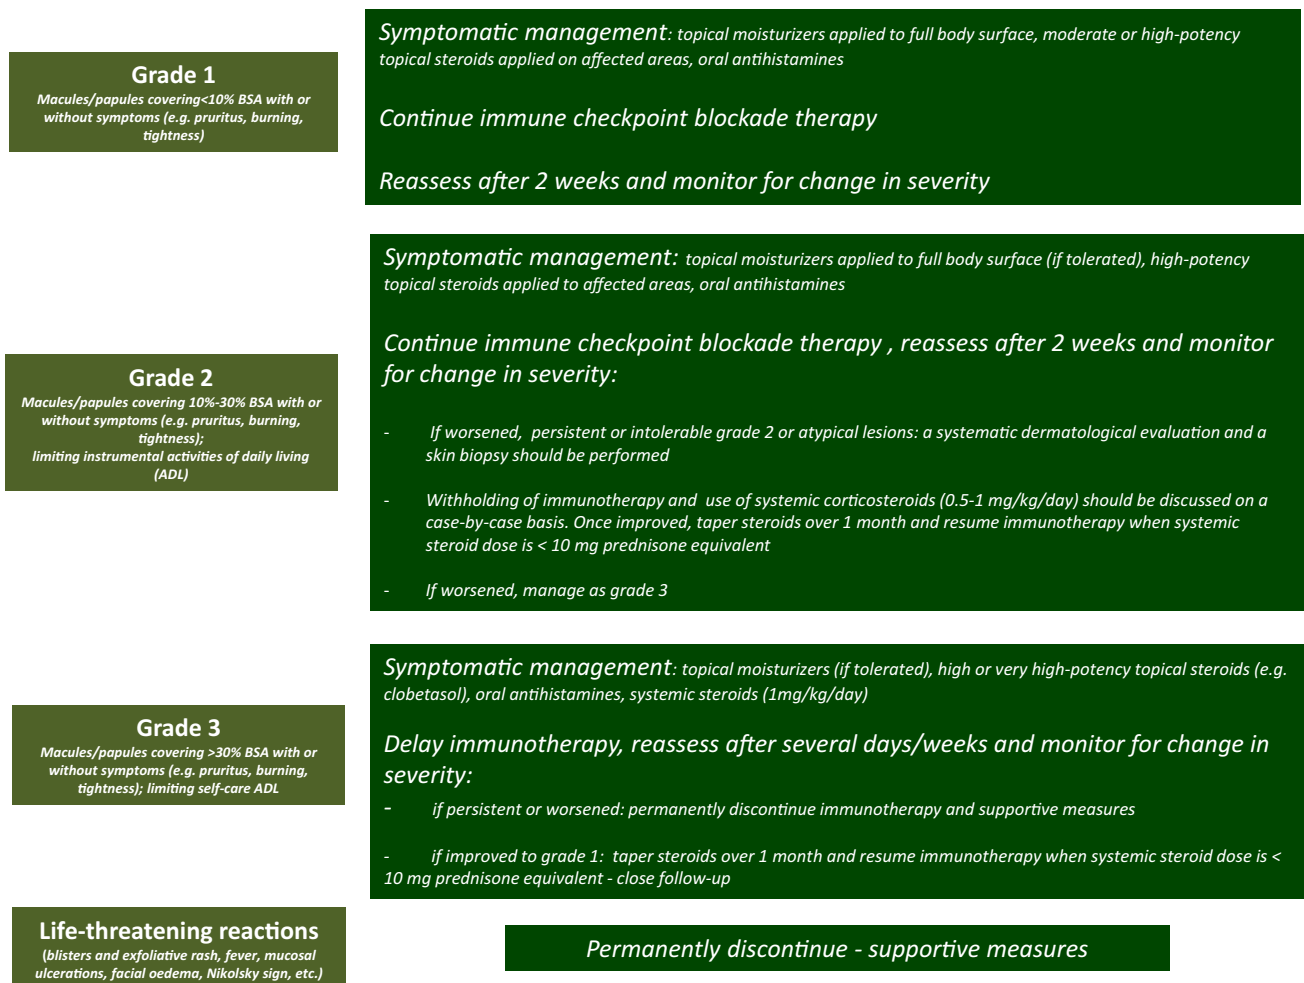 Grade 1
Macules/papules covering<10% BSA with or
without symptoms (e.g. pruritus, burning,
tightness)
Symptomatic management: topical moisturizers applied to full body surface, moderate or high-potency
topical steroids applied on affected areas, oral antihistamines
Continue immune checkpoint blockade therapy
Reassess after 2 weeks and monitor for change in severity
Grade 2
Macules/papules covering 10%-30% BSA with or
without symptoms (e.g. pruritus, burning,
tightness);
limiting instrumental activities of daily living
(ADL)
Symptomatic management: topical moisturizers applied to full body surface (if tolerated), high-potency
topical steroids applied to affected areas, oral antihistamines
Continue immune checkpoint blockade therapy , reassess after 2 weeks and monitor
for change in severity:
- If worsened, persistent or intolerable grade 2 or atypical lesions: a systematic dermatological evaluation and a
skin biopsy should be performed
- Withholding of immunotherapy and use of systemic corticosteroids (0.5-1 mg/kg/day) should be discussed on a
case-by-case basis. Once improved, taper steroids over 1 month and resume immunotherapy when systemic
steroid dose is < 10 mg prednisone equivalent
- If worsened, manage as grade 3
Grade 3
Macules/papules covering >30% BSA with or
without symptoms (e.g. pruritus, burning,
tightness); limiting self-care ADL
Symptomatic management: topical moisturizers (if tolerated), high or very high-potency topical steroids (e.g.
clobetasol), oral antihistamines, systemic steroids (1mg/kg/day)
Delay immunotherapy, reassess after several days/weeks and monitor for change in
severity:
- if persistent or worsened: permanently discontinue immunotherapy and supportive measures
- if improved to grade 1: taper steroids over 1 month and resume immunotherapy when systemic steroid dose is <
10 mg prednisone equivalent - close follow-up
Life-threatening reactions
(blisters and exfoliative rash, fever, mucosal
ulcerations, facial oedema, Nikolsky sign, etc.)
Permanently discontinue - supportive measures